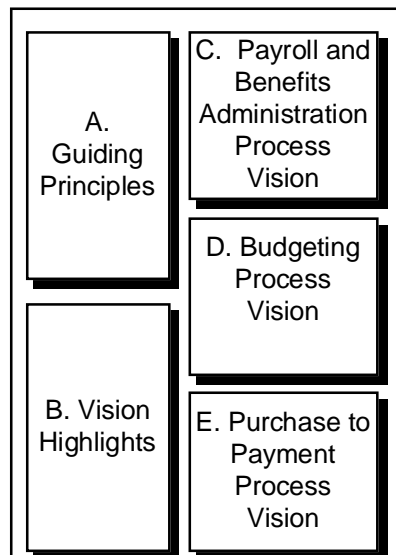 A.
Guiding
Principles
B. Vision
Highlights
C. Payroll and
Benefits
Administration
Process
Vision
D. Budgeting
Process
Vision
E. Purchase to
Payment
Process
Vision